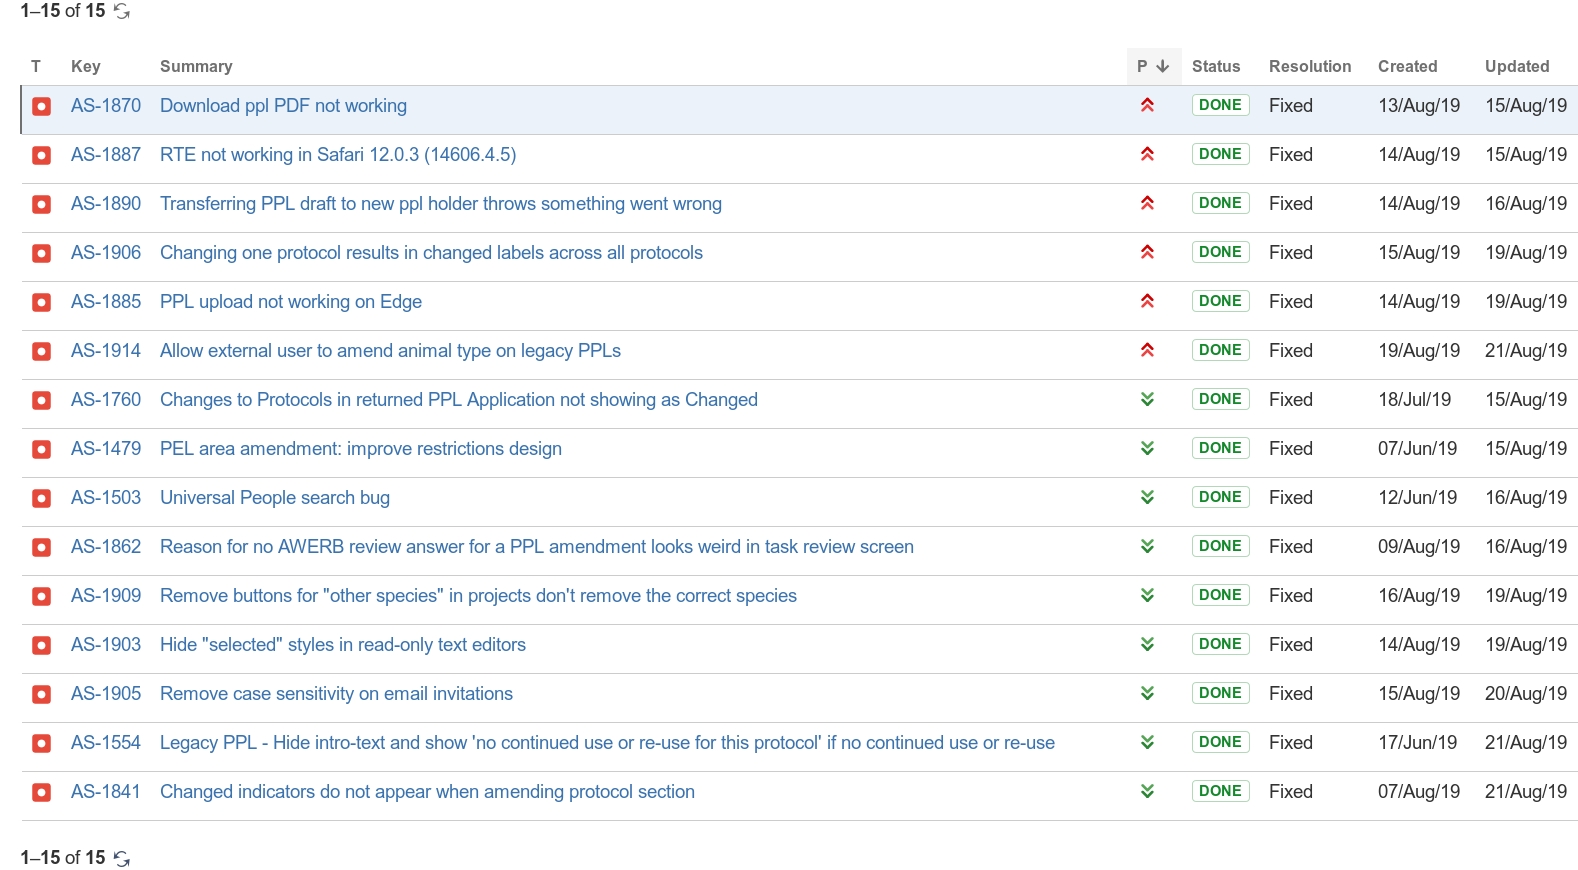 1–15 of 15
T Key Summary P Status Resolution Created Updated
AS-1870 Download ppl PDF not working DONE Fixed 13/Aug/19 15/Aug/19
AS-1887 RTE not working in Safari 12.0.3 (14606.4.5) DONE Fixed 14/Aug/19 15/Aug/19
AS-1890 Transferring PPL draft to new ppl holder throws something went wrong DONE Fixed 14/Aug/19 16/Aug/19
AS-1906 Changing one protocol results in changed labels across all protocols DONE Fixed 15/Aug/19 19/Aug/19
AS-1885 PPL upload not working on Edge DONE Fixed 14/Aug/19 19/Aug/19
AS-1914 Allow external user to amend animal type on legacy PPLs DONE Fixed 19/Aug/19 21/Aug/19
AS-1760 Changes to Protocols in returned PPL Application not showing as Changed DONE Fixed 18/Jul/19 15/Aug/19
AS-1479 PEL area amendment: improve restrictions design DONE Fixed 07/Jun/19 15/Aug/19
AS-1503 Universal People search bug DONE Fixed 12/Jun/19 16/Aug/19
AS-1862 Reason for no AWERB review answer for a PPL amendment looks weird in task review screen DONE Fixed 09/Aug/19 16/Aug/19
AS-1909 Remove buttons for "other species" in projects don't remove the correct species DONE Fixed 16/Aug/19 19/Aug/19
AS-1903 Hide "selected" styles in read-only text editors DONE Fixed 14/Aug/19 19/Aug/19
AS-1905 Remove case sensitivity on email invitations DONE Fixed 15/Aug/19 20/Aug/19
AS-1554 Legacy PPL - Hide intro-text and show 'no continued use or re-use for this protocol' if no continued use or re-use DONE Fixed 17/Jun/19 21/Aug/19
AS-1841 Changed indicators do not appear when amending protocol section DONE Fixed 07/Aug/19 21/Aug/19
1–15 of 15